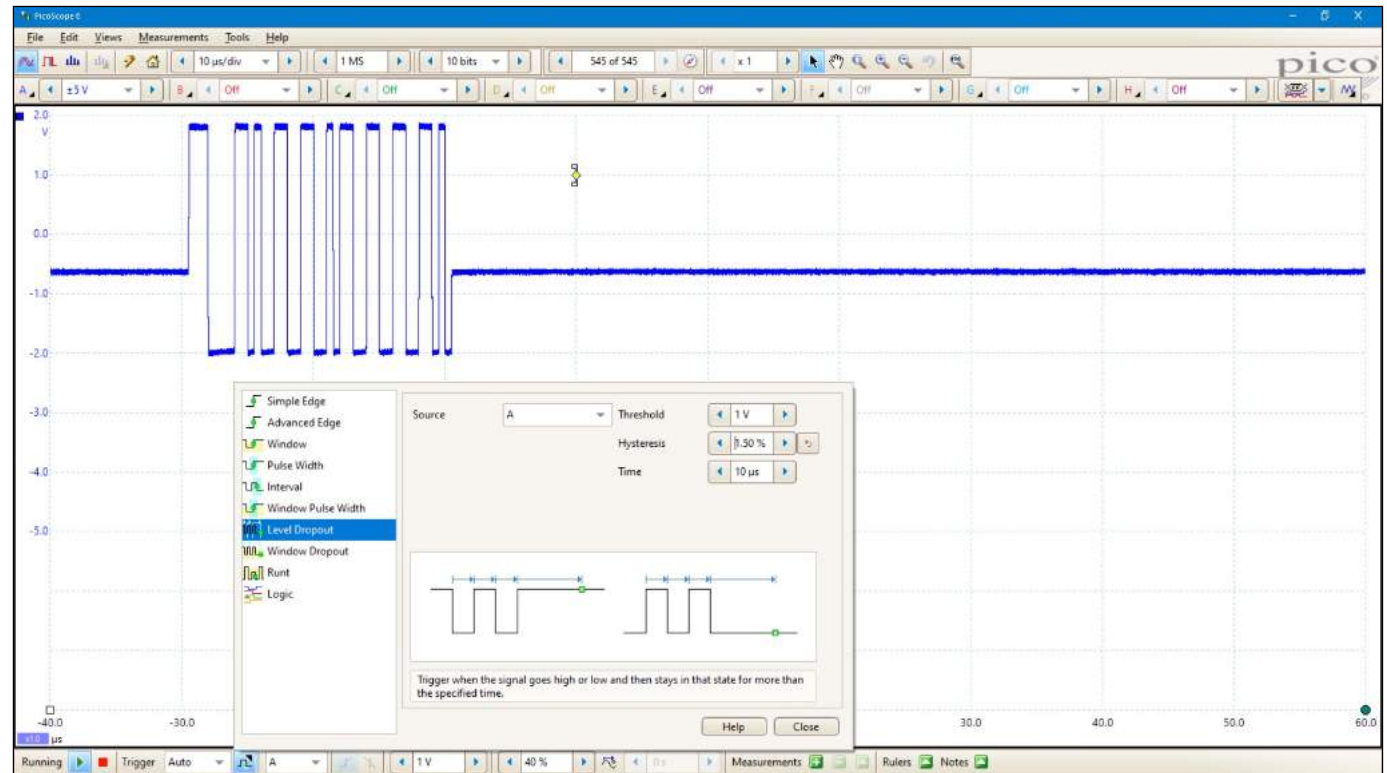 PicoScope 6
File Edit Views Measurements Tools Help
10 µs/div 1 MS 10 bits 545 of 545 x 1
pico
A ±5 V B Off C Off D Off E Off F Off G Off H Off
2.0
V
1.0
0.0
-1.0
-2.0
-3.0
-4.0
-5.0
Simple Edge
Advanced Edge
Window
Pulse Width
Interval
Window Pulse Width
Level Dropout
Window Dropout
Runt
Logic
Source A Threshold 1 V
Hysteresis 1.50 %
Time 10 µs
Trigger when the signal goes high or low and then stays in that state for more than
the specified time.
Help Close
-40.0 -30.0 30.0 40.0 50.0 60.0
x1.0 µs
Running Trigger Auto A 1 V 40 % 0 s Measurements Rulers Notes